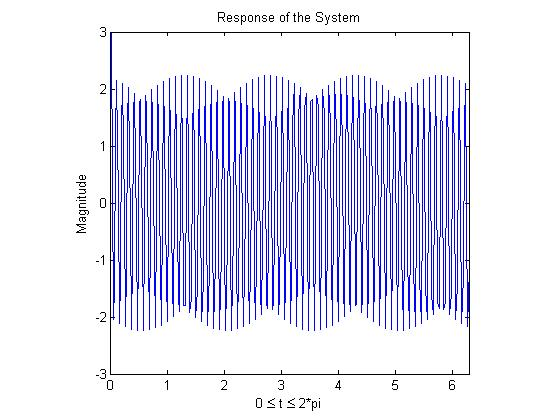 Response of the System
3
2
1
0
-1
-2
-3
Magnitude
0 1 2 3 4 5 6
0 ≤ t ≤ 2*pi